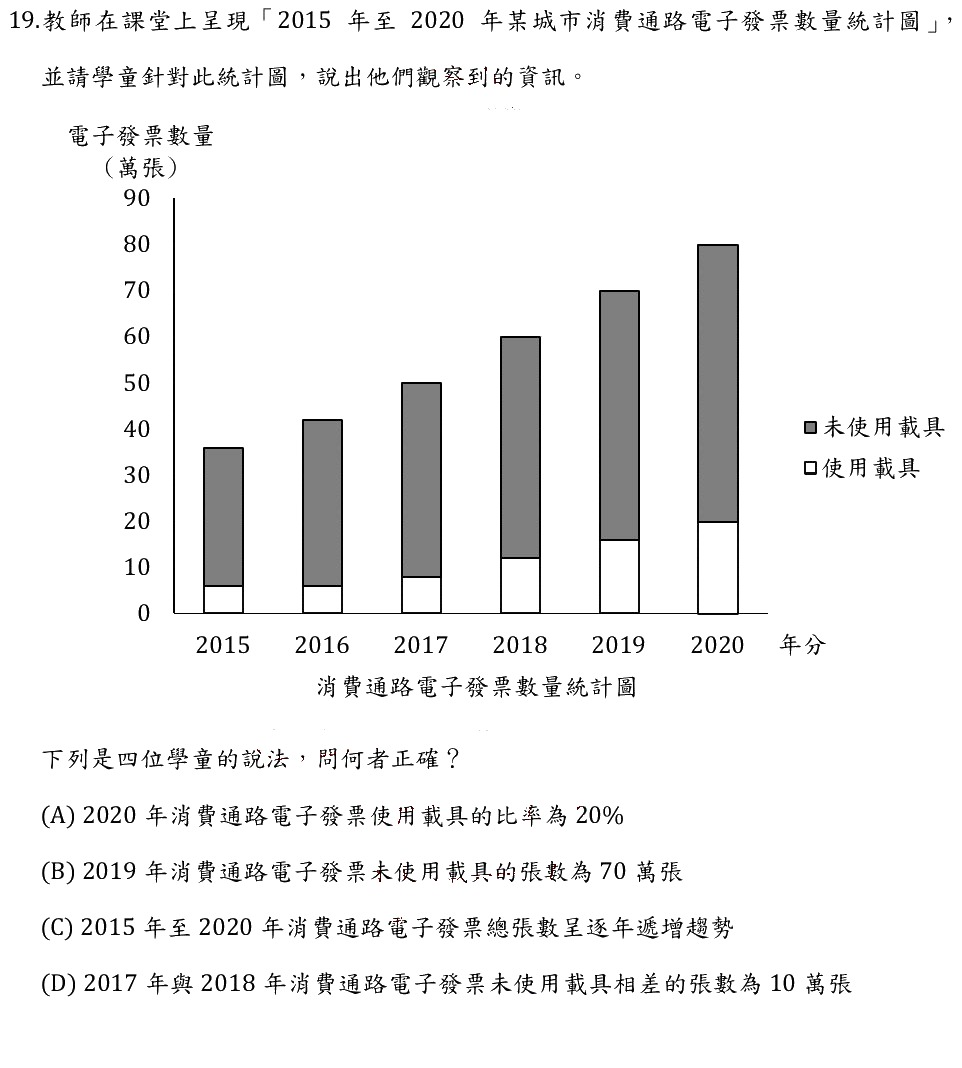 19.教師在課堂上呈現「2015 年至 2020 年某城市消費通路電子發票數量統計圖」，
並請學童針對此統計圖，說出他們觀察到的資訊。
電子發票數量
（萬張）
90
80
70
60
50
40
30
20
10
0
未使用載具
使用載具
2015 2016 2017 2018 2019 2020 年分
消費通路電子發票數量統計圖
下列是四位學童的說法，問何者正確？
(A) 2020 年消費通路電子發票使用載具的比率為 20%
(B) 2019 年消費通路電子發票未使用載具的張數為 70 萬張
(C) 2015 年至 2020 年消費通路電子發票總張數呈逐年遞增趨勢
(D) 2017 年與 2018 年消費通路電子發票未使用載具相差的張數為 10 萬張